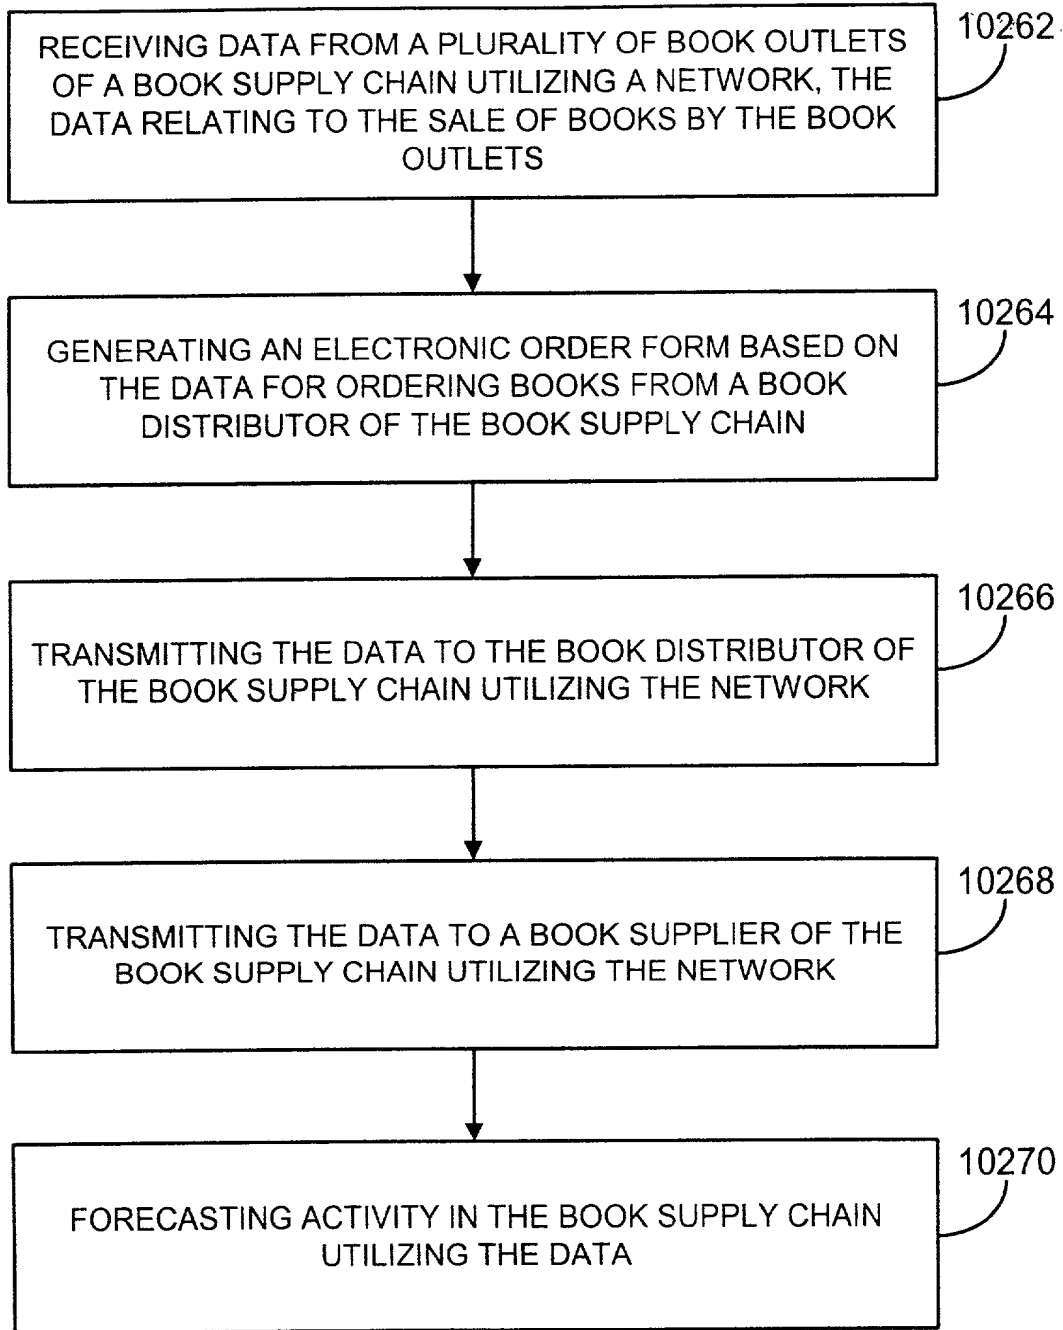 RECEIVING DATA FROM A PLURALITY OF BOOK OUTLETS
OF A BOOK SUPPLY CHAIN UTILIZING A NETWORK, THE
DATA RELATING TO THE SALE OF BOOKS BY THE BOOK
OUTLETS
10262
GENERATING AN ELECTRONIC ORDER FORM BASED ON
THE DATA FOR ORDERING BOOKS FROM A BOOK
DISTRIBUTOR OF THE BOOK SUPPLY CHAIN
10264
TRANSMITTING THE DATA TO THE BOOK DISTRIBUTOR OF
THE BOOK SUPPLY CHAIN UTILIZING THE NETWORK
10266
TRANSMITTING THE DATA TO A BOOK SUPPLIER OF THE
BOOK SUPPLY CHAIN UTILIZING THE NETWORK
10268
FORECASTING ACTIVITY IN THE BOOK SUPPLY CHAIN
UTILIZING THE DATA
10270